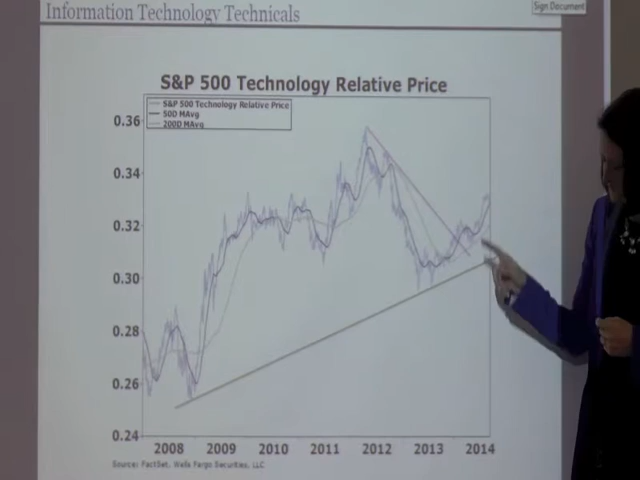 Information Technology Technicals
Sign Document
S&P 500 Technology Relative Price
S&P 500 Technology Relative Price
50D MAvg
200D MAvg
0.36
0.34
0.32
0.30
0.28
0.26
0.24
2008 2009 2010 2011 2012 2013 2014
Source: FactSet, Wells Fargo Securities, LLC